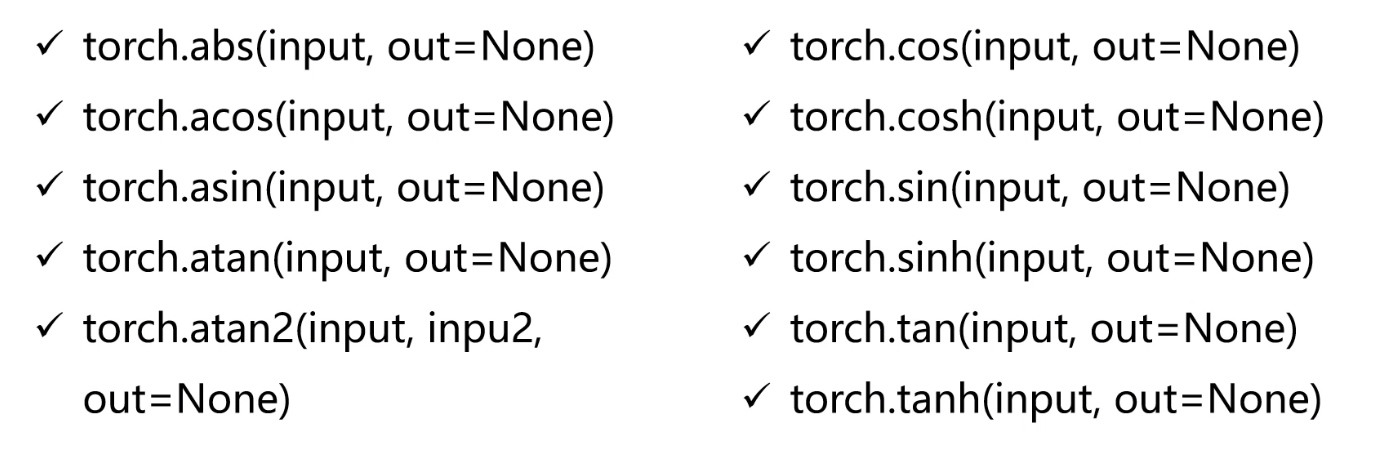 ✓ torch.abs(input, out=None)
✓ torch.acos(input, out=None)
✓ torch.asin(input, out=None)
✓ torch.atan(input, out=None)
✓ torch.atan2(input, inpu2,
out=None)
✓ torch.cos(input, out=None)
✓ torch.cosh(input, out=None)
✓ torch.sin(input, out=None)
✓ torch.sinh(input, out=None)
✓ torch.tan(input, out=None)
✓ torch.tanh(input, out=None)